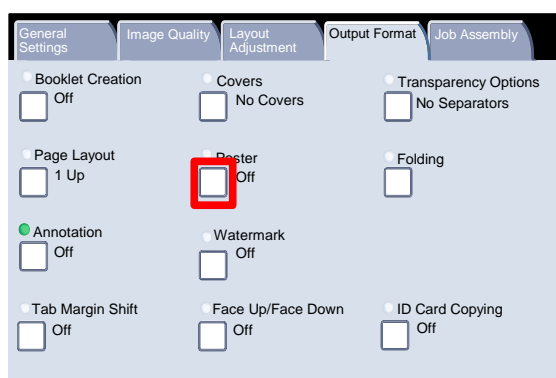 General Settings
Image Quality
Layout Adjustment
Output Format
Job Assembly
Booklet Creation
Off
Covers
No Covers
Transparency Options
No Separators
Page Layout
1 Up
Poster
Off
Folding
Annotation
Off
Watermark
Off
Tab Margin Shift
Off
Face Up/Face Down
Off
ID Card Copying
Off